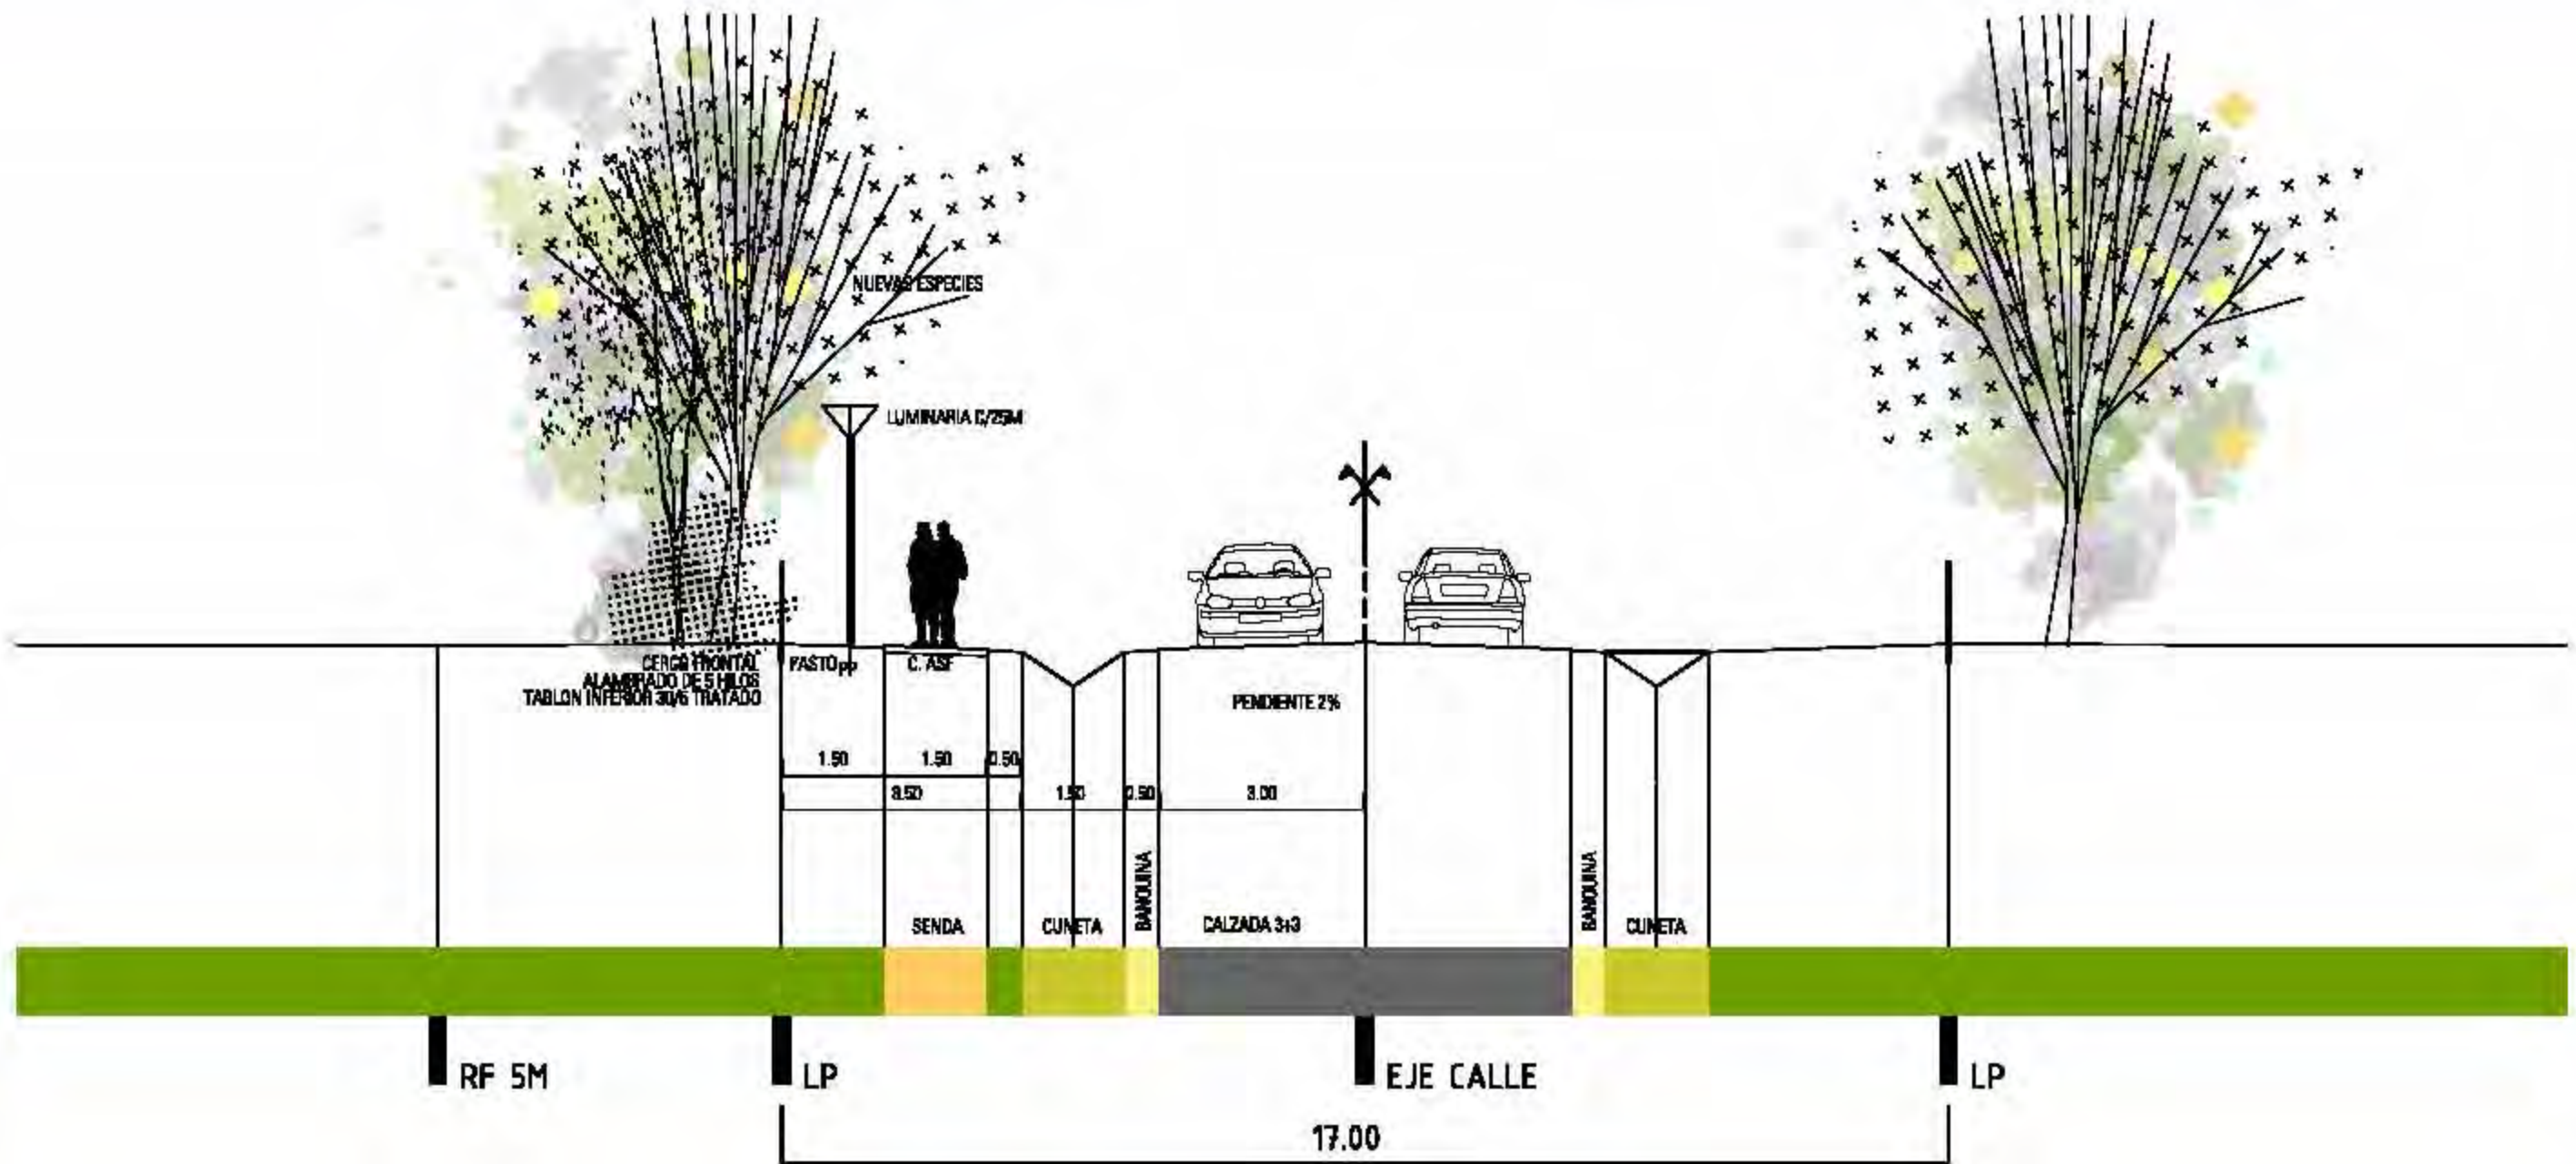 NUEVAS ESPECIES
LUMINARIA C/25M
CERCO FRONTAL
ALAMBRADO DE 5 HILOS
TABLON INFERIOR 30/5 TRATADO
PASTO pp
C. ASF
PENDIENTE 2%
1.50
1.50
0.50
3.50
1.50
0.50
3.00
SENDA
CUNETA
BANQUINA
CALZADA 3+3
BANQUINA
CUNETA
RF 5M
LP
EJE CALLE
LP
17.00